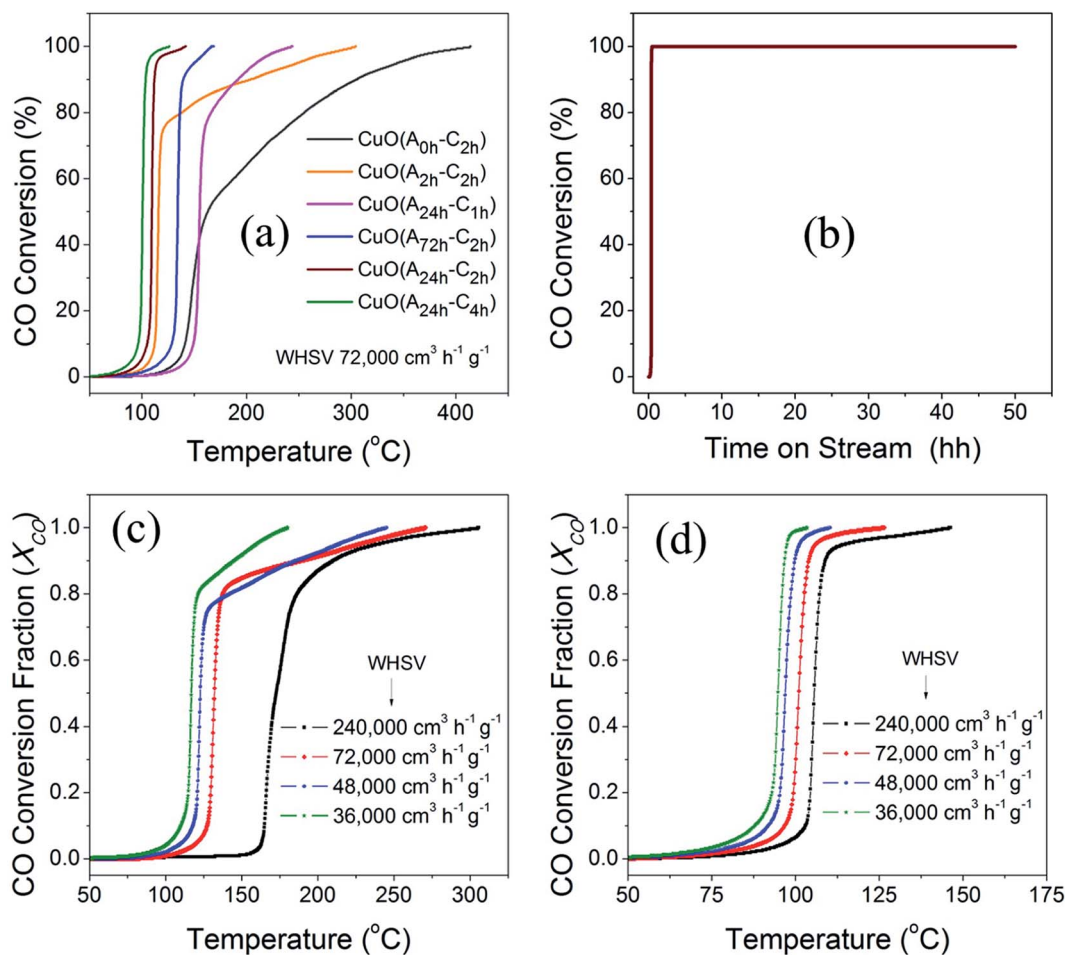 (a)
CO Conversion (%)
100
80
60
40
20
0
CuO(A0h-C2h)
CuO(A2h-C2h)
CuO(A24h-C1h)
CuO(A72h-C2h)
CuO(A24h-C2h)
CuO(A24h-C4h)
WHSV 72,000 cm³ h⁻¹ g⁻¹
100 200 300 400
Temperature (°C)
(b)
CO Conversion (%)
100
80
60
40
20
0
00 10 20 30 40 50
Time on Stream (hh)
(c)
CO Conversion Fraction (XCO)
1.0
0.8
0.6
0.4
0.2
0.0
WHSV
240,000 cm³ h⁻¹ g⁻¹
72,000 cm³ h⁻¹ g⁻¹
48,000 cm³ h⁻¹ g⁻¹
36,000 cm³ h⁻¹ g⁻¹
50 100 150 200 250 300
Temperature (°C)
(d)
CO Conversion Fraction (XCO)
1.0
0.8
0.6
0.4
0.2
0.0
WHSV
240,000 cm³ h⁻¹ g⁻¹
72,000 cm³ h⁻¹ g⁻¹
48,000 cm³ h⁻¹ g⁻¹
36,000 cm³ h⁻¹ g⁻¹
50 75 100 125 150 175
Temperature (°C)